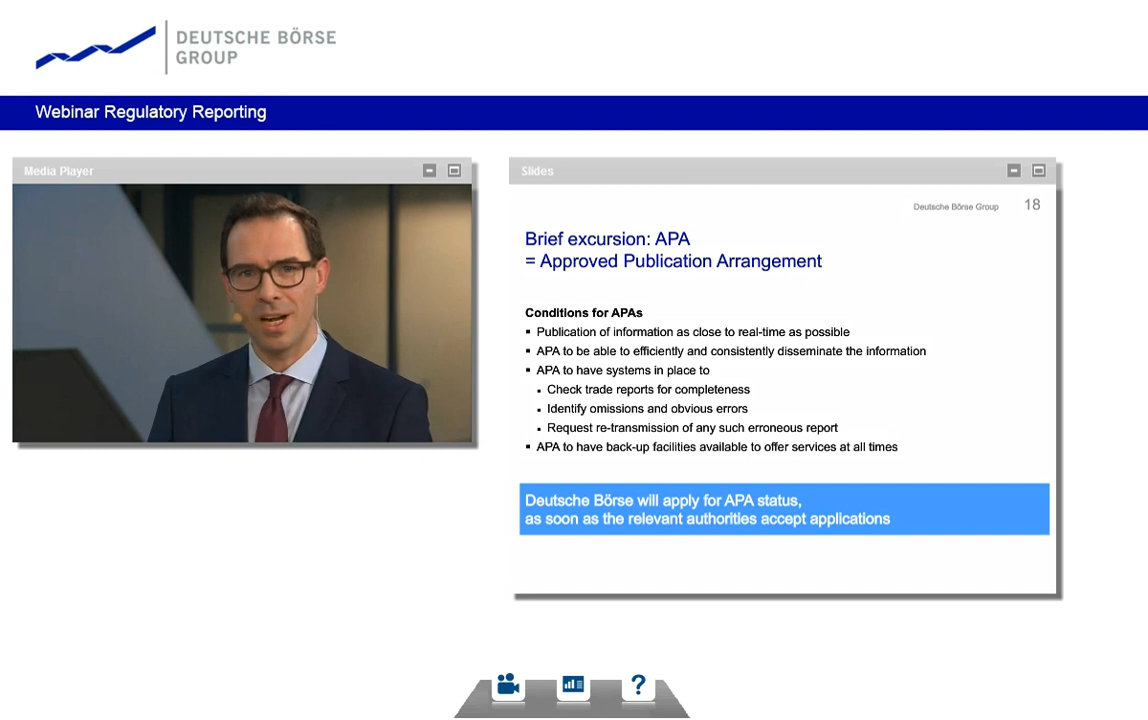 DEUTSCHE BÖRSE
GROUP
Webinar Regulatory Reporting
Media Player
Slides
Deutsche Börse Group 18
Brief excursion: APA
= Approved Publication Arrangement
Conditions for APAs
▪ Publication of information as close to real-time as possible
▪ APA to be able to efficiently and consistently disseminate the information
▪ APA to have systems in place to
▪ Check trade reports for completeness
▪ Identify omissions and obvious errors
▪ Request re-transmission of any such erroneous report
▪ APA to have back-up facilities available to offer services at all times
Deutsche Börse will apply for APA status,
as soon as the relevant authorities accept applications
?